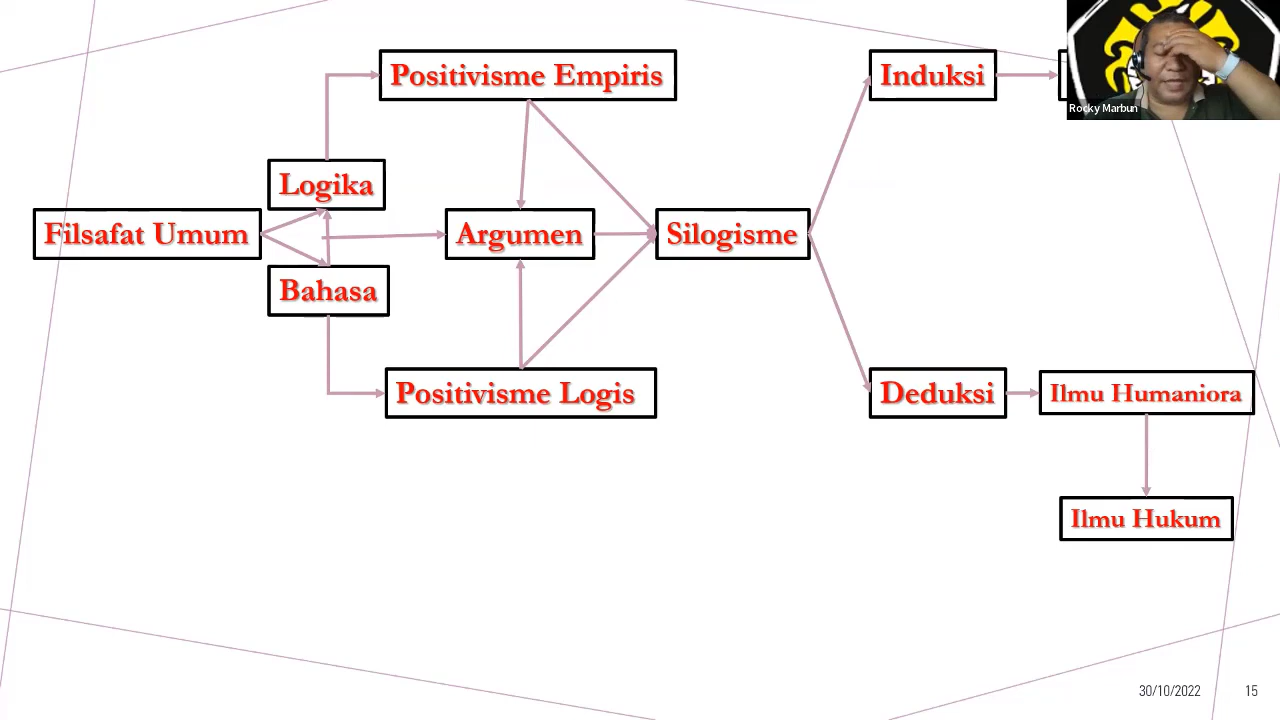 Positivisme Empiris
Induksi
Rocky Marbun
Logika
Filsafat Umum
Argumen
Silogisme
Bahasa
Positivisme Logis
Deduksi
Ilmu Humaniora
Ilmu Hukum
30/10/2022
15